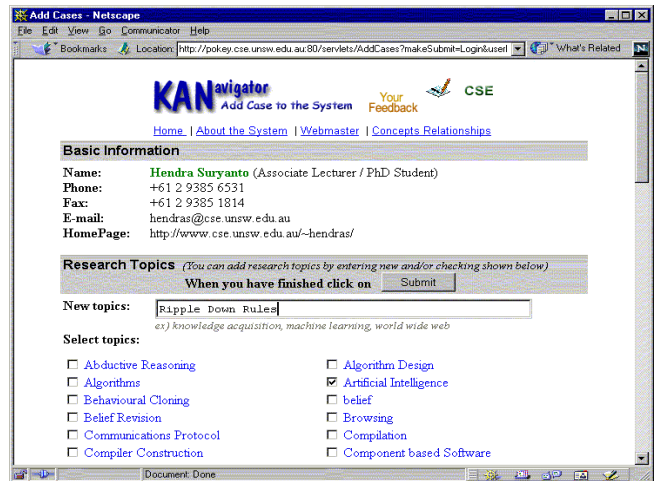 Add Cases - Netscape
File Edit View Go Communicator Help
Bookmarks Location: http://pokey.cse.unsw.edu.au:80/servlets/AddCases?makeSubmit=Login&userI What's Related
KANavigator
Add Case to the System
Your Feedback
CSE
Home | About the System | Webmaster | Concepts Relationships
Basic Information
Name: Hendra Suryanto (Associate Lecturer / PhD Student)
Phone: +61 2 9385 6531
Fax: +61 2 9385 1814
E-mail: hendras@cse.unsw.edu.au
HomePage: http://www.cse.unsw.edu.au/~hendras/
Research Topics (You can add research topics by entering new and/or checking shown below)
When you have finished click on Submit
New topics: Ripple Down Rules
ex) knowledge acquisition, machine learning, world wide web
Select topics:
Abductive Reasoning Algorithm Design
Algorithms Artificial Intelligence
Behavioural Cloning belief
Belief Revision Browsing
Communications Protocol Compilation
Compiler Construction Component based Software
Document: Done